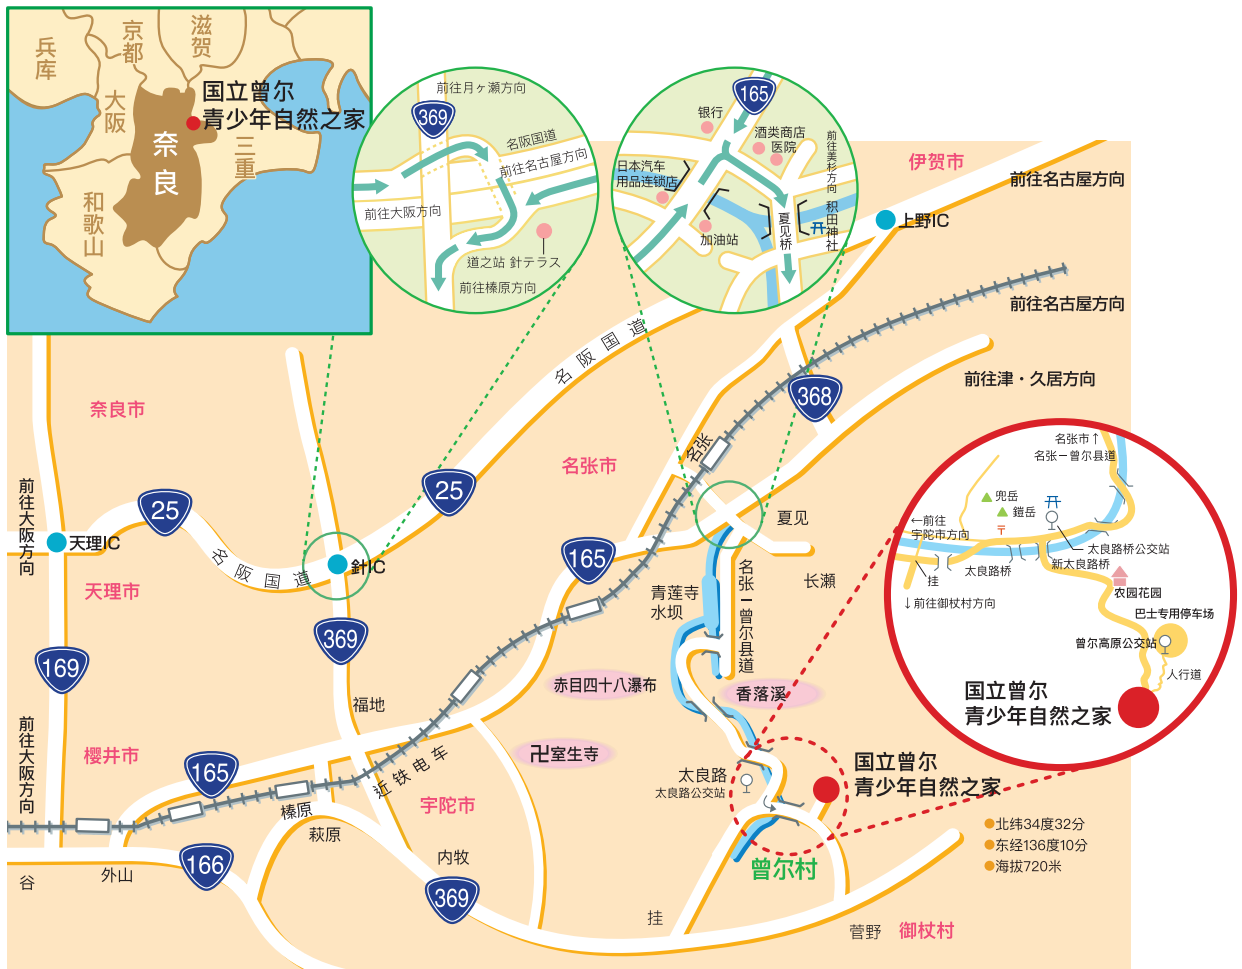 兵库
京都
滋贺
大阪
奈良
三重
和歌山
国立曾尔
青少年自然之家
前往月ヶ瀬方向
369
名阪国道
前往名古屋方向
前往大阪方向
道之站 針テラス
前往榛原方向
165
银行
酒类商店
医院
前往美杉方向
日本汽车
用品连锁店
加油站
夏见桥
积田神社
伊贺市
前往名古屋方向
上野IC
前往名古屋方向
前往津・久居方向
名阪国道
368
奈良市
名张市
名张
25
25
前往大阪方向
天理IC
名阪国道
針IC
夏见
165
天理市
青莲寺
水坝
名张ー曾尔县道
长瀬
369
169
福地
赤目四十八瀑布
香落溪
前往大阪方向
樱井市
165
卍室生寺
近铁电车
宇陀市
榛原
萩原
太良路
太良路公交站
国立曾尔
青少年自然之家
北纬34度32分
东经136度10分
海拔720米
曾尔村
谷
外山
166
内牧
369
挂
菅野
御杖村
名张市↑
名张ー曾尔县道
兜岳
鎧岳
〒
←前往
宇陀市方向
太良路桥公交站
太良路桥
新太良路桥
挂
↓前往御杖村方向
农园花园
巴士专用停车场
曾尔高原公交站
人行道
国立曾尔
青少年自然之家